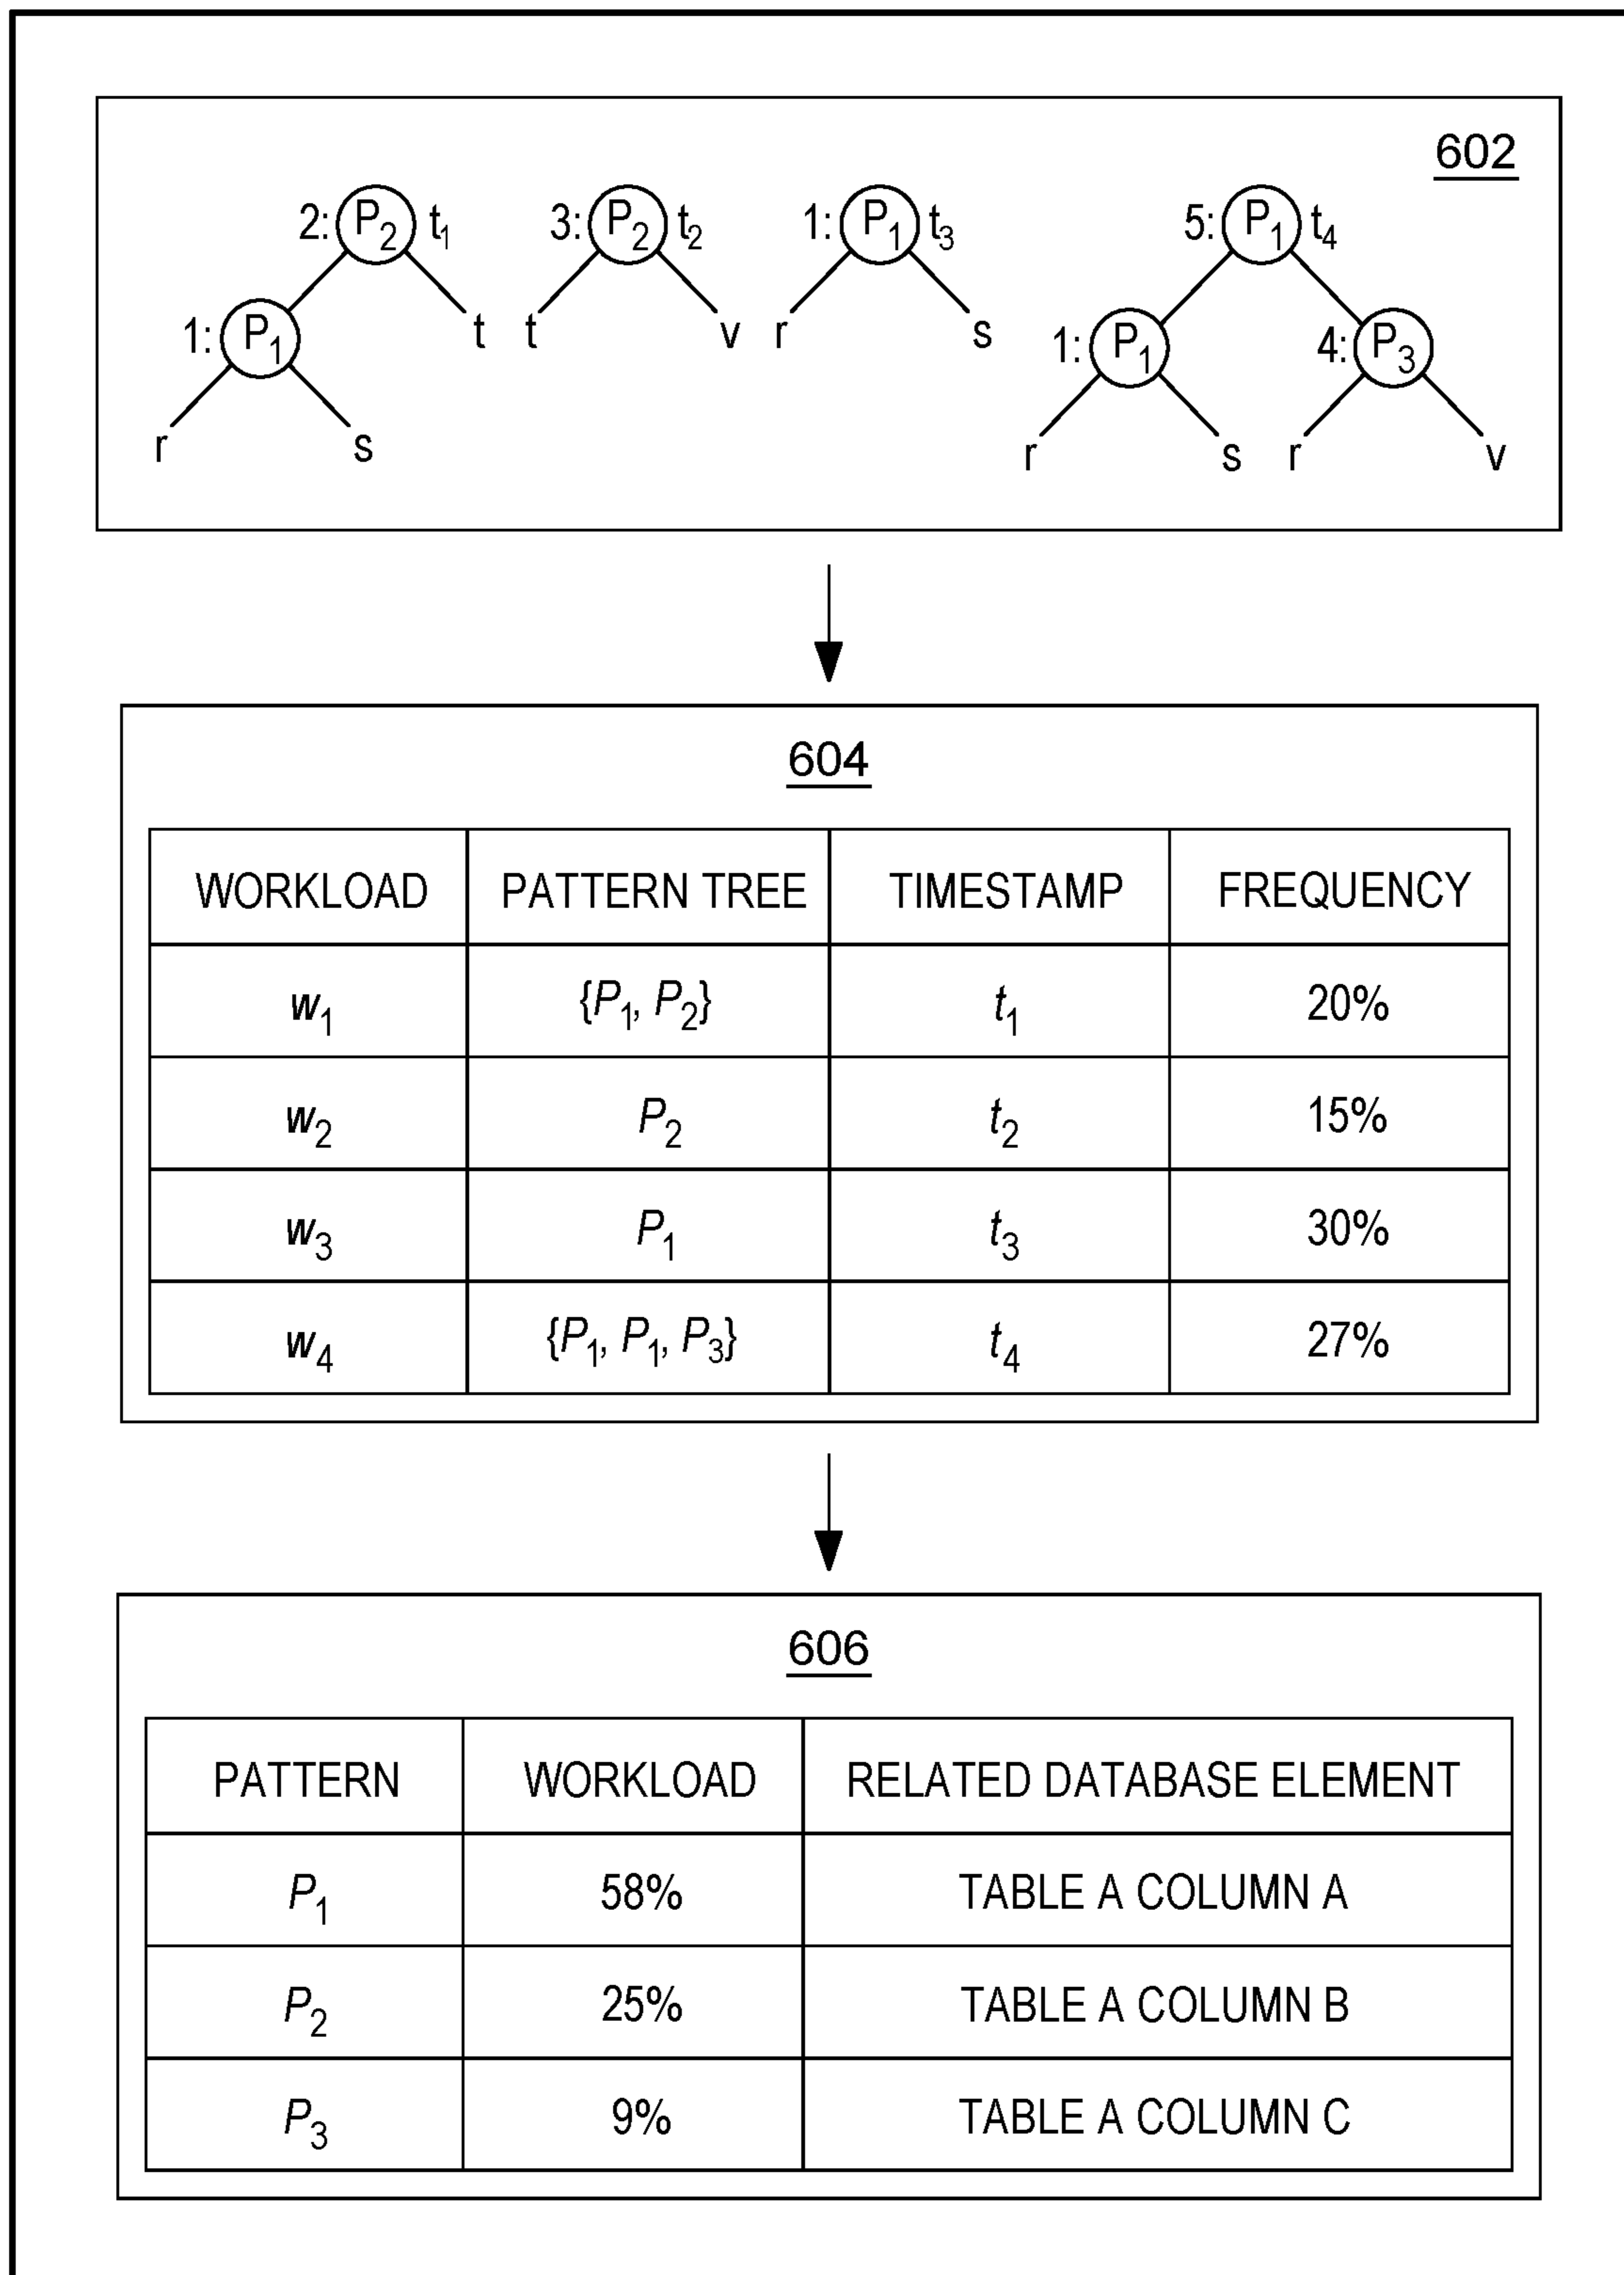 602
2: P2 t1 3: P2 t2 1: P1 t3 5: P1 t4
1: P1 t t v r s 1: P1 4: P3
r s r s r v
604
WORKLOAD PATTERN TREE TIMESTAMP FREQUENCY
w1 {P1, P2} t1 20%
w2 P2 t2 15%
w3 P1 t3 30%
w4 {P1, P1, P3} t4 27%
606
PATTERN WORKLOAD RELATED DATABASE ELEMENT
P1 58% TABLE A COLUMN A
P2 25% TABLE A COLUMN B
P3 9% TABLE A COLUMN C